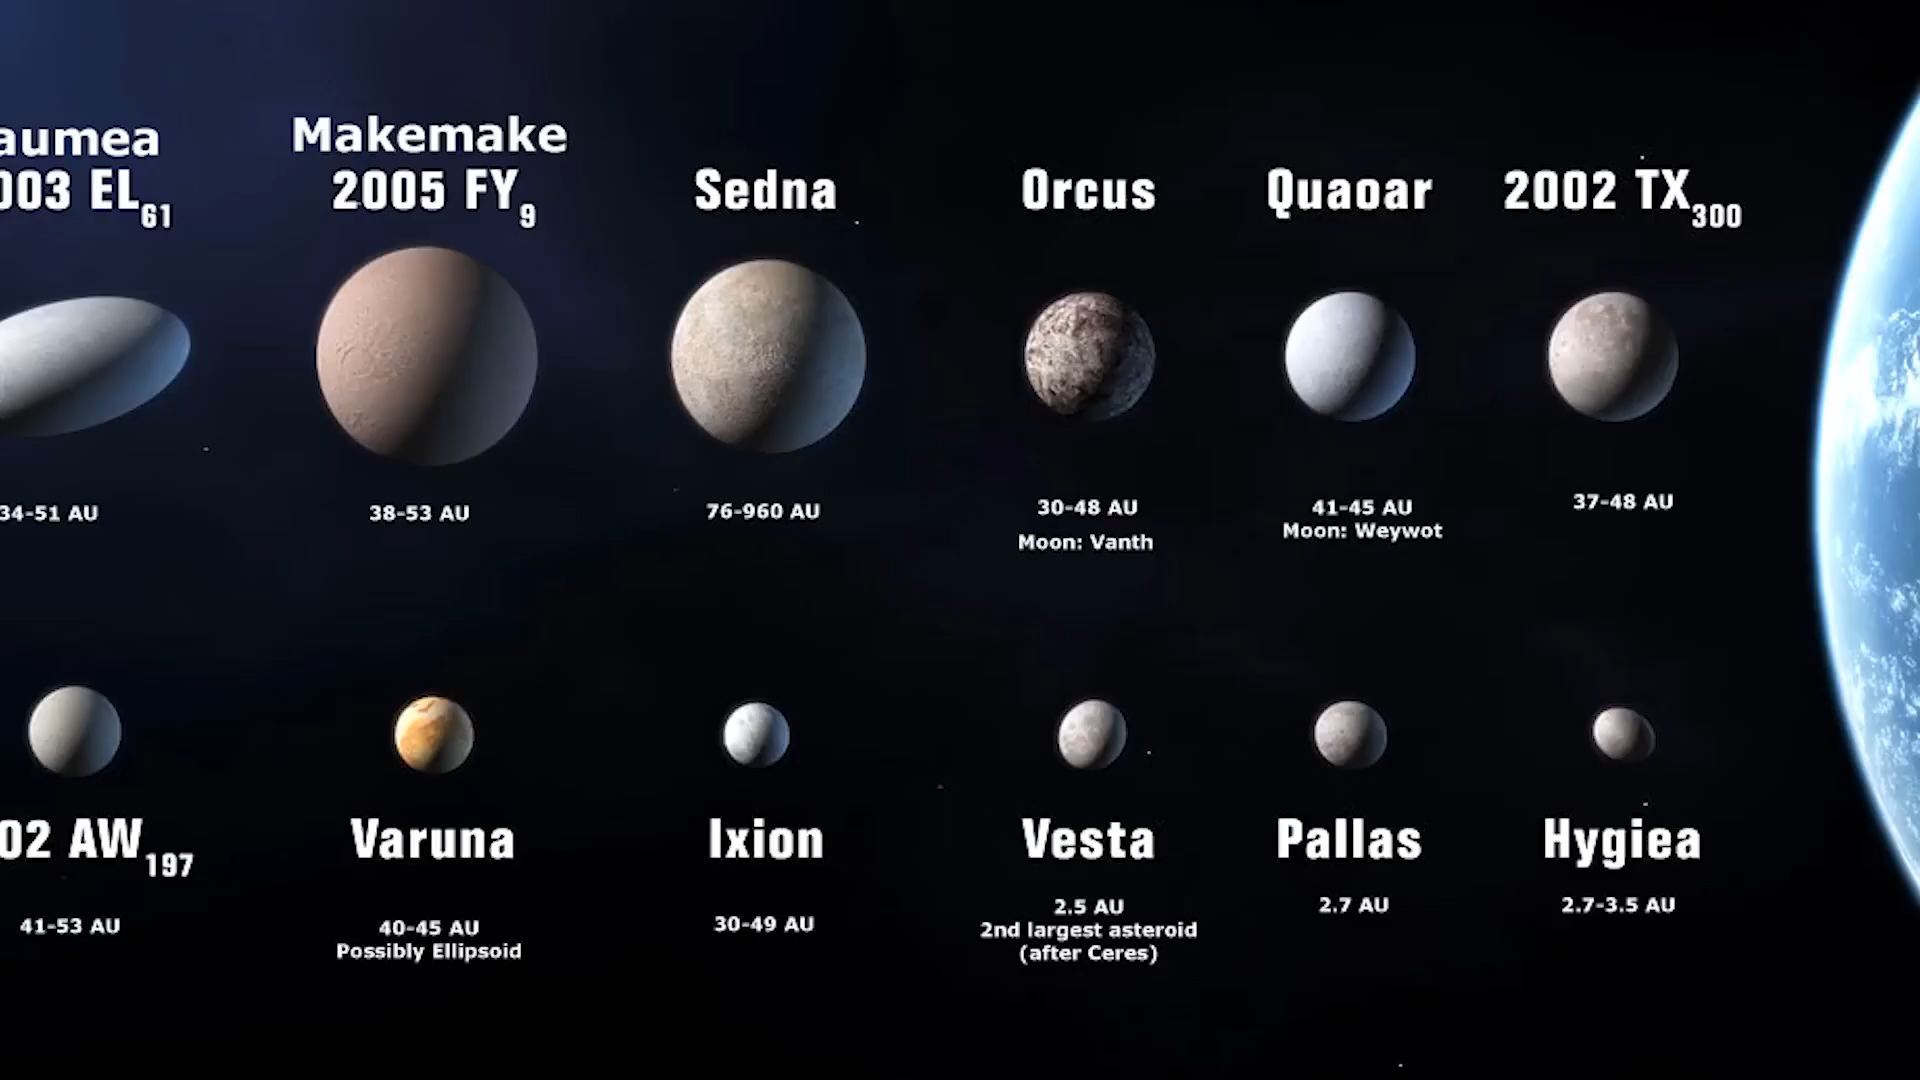 aumea
003 EL61
34-51 AU
Makemake
2005 FY9
38-53 AU
Sedna
76-960 AU
Orcus
30-48 AU
Moon: Vanth
Quaoar
41-45 AU
Moon: Weywot
2002 TX300
37-48 AU
02 AW197
41-53 AU
Varuna
40-45 AU
Possibly Ellipsoid
Ixion
30-49 AU
Vesta
2.5 AU
2nd largest asteroid
(after Ceres)
Pallas
2.7 AU
Hygiea
2.7-3.5 AU